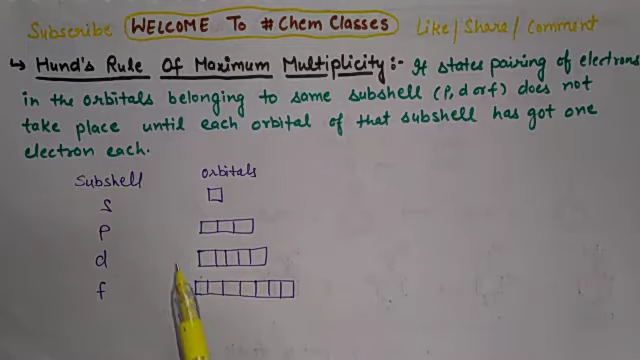 Subscribe WELCOME To #Chem Classes Like/Share/Comment
↳ Hund's Rule Of Maximum Multiplicity:- It states pairing of electrons
in the orbitals belonging to same subshell (P, d or f) does not
take place until each orbital of that subshell has got one
electron each.
Subshell orbitals
S
P
d
f